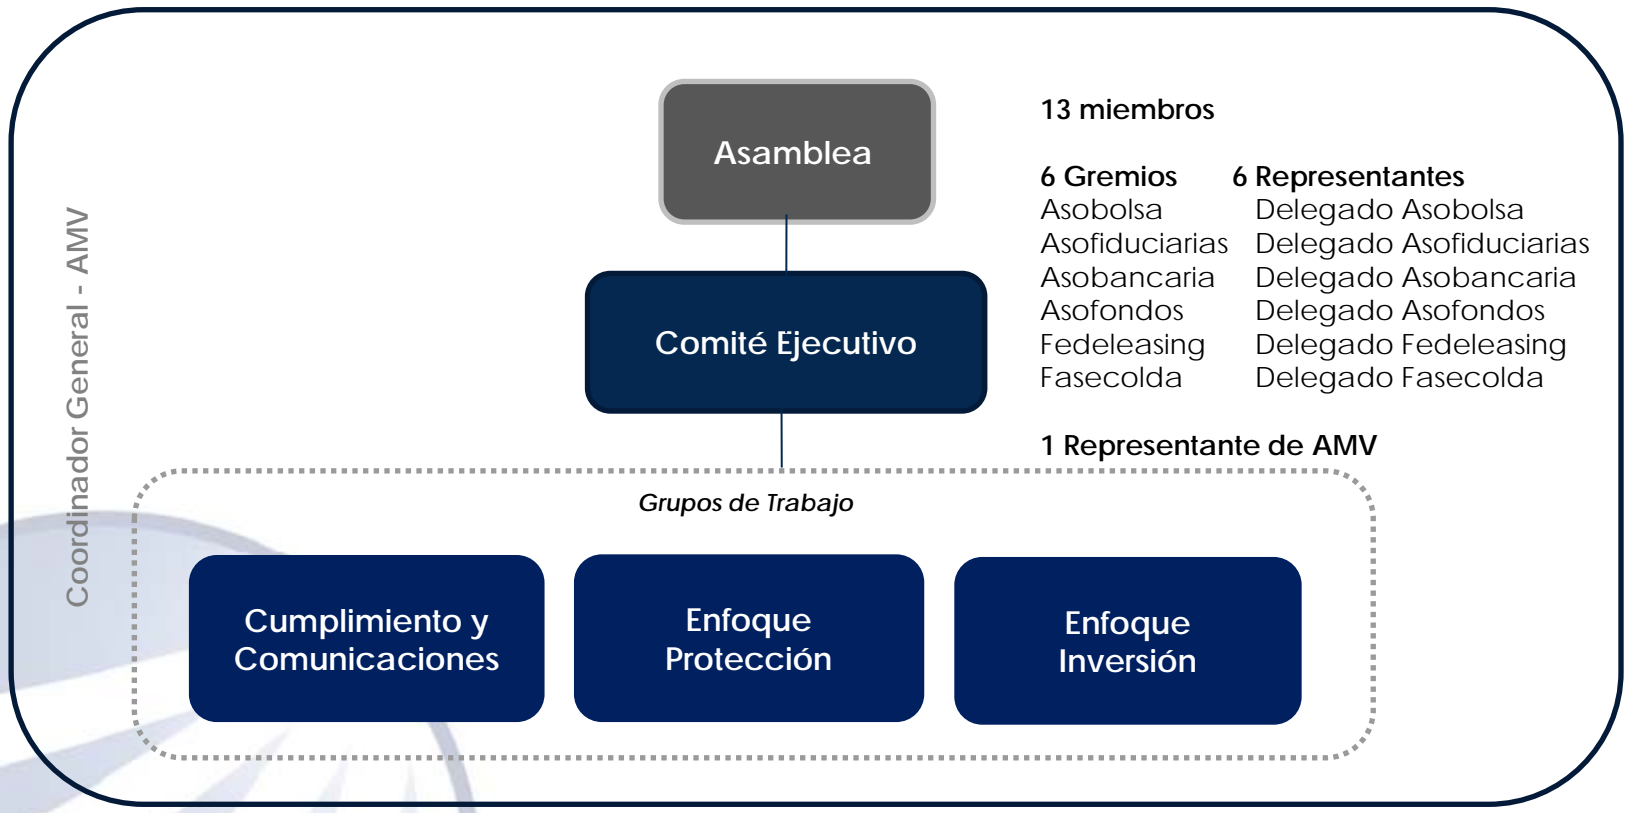 Coordinador General - AMV
Asamblea
Comité Ejecutivo
13 miembros
6 Gremios 6 Representantes
Asobolsa Delegado Asobolsa
Asofiduciarias Delegado Asofiduciarias
Asobancaria Delegado Asobancaria
Asofondos Delegado Asofondos
Fedeleasing Delegado Fedeleasing
Fasecolda Delegado Fasecolda
1 Representante de AMV
Grupos de Trabajo
Cumplimiento y
Comunicaciones
Enfoque
Protección
Enfoque
Inversión